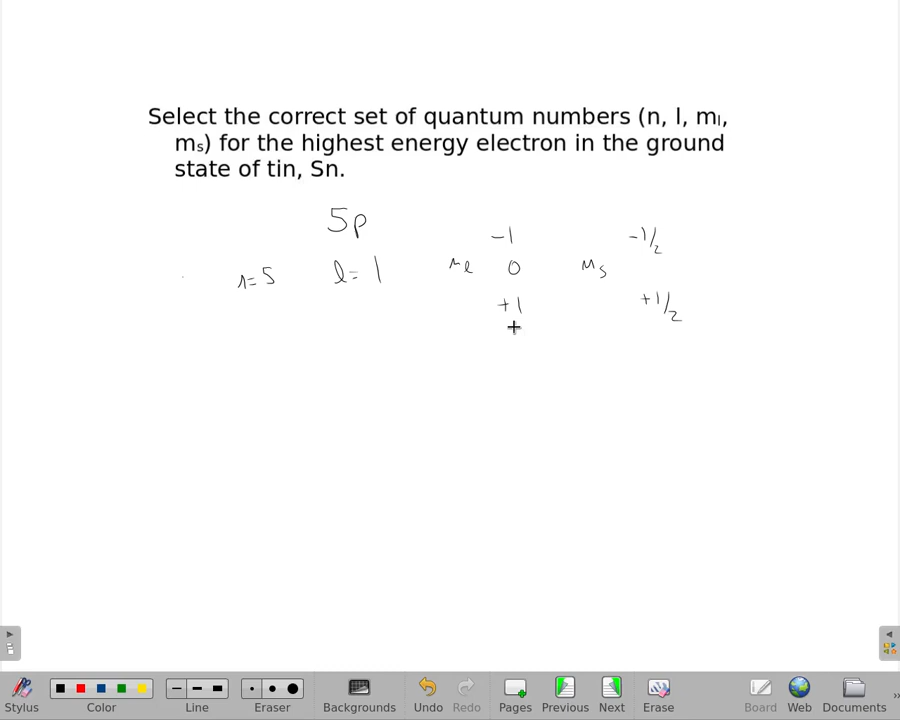 Select the correct set of quantum numbers (n, l, ml,
ms) for the highest energy electron in the ground
state of tin, Sn.
5p
-1 -1/2
n=5 l=1 ml 0 ms
+1 +1/2
Stylus Color Line Eraser Backgrounds Undo Redo Pages Previous Next Erase Board Web Documents